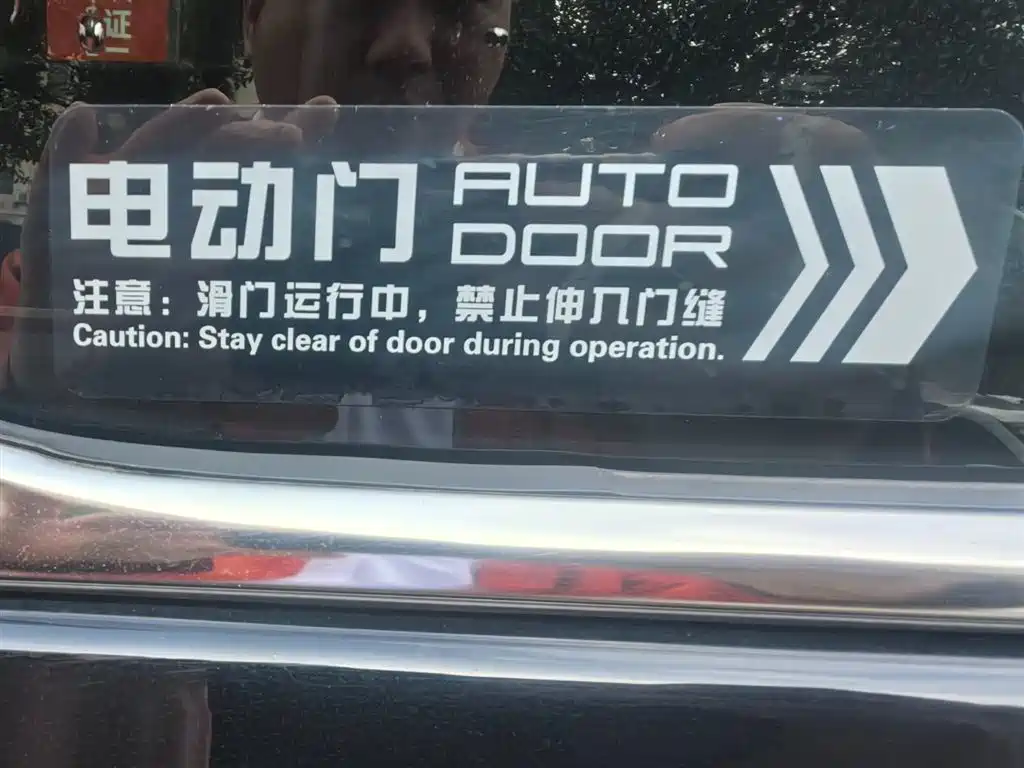 证
电动门 AUTO DOOR
注意：滑门运行中，禁止伸入门缝
Caution: Stay clear of door during operation.